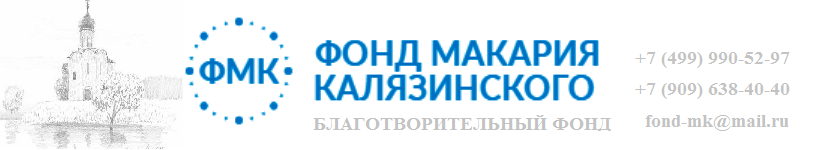 ФМК
ФОНД МАКАРИЯ
КАЛЯЗИНСКОГО
БЛАГОТВОРИТЕЛЬНЫЙ ФОНД
+7 (499) 990-52-97
+7 (909) 638-40-40
fond-mk@mail.ru